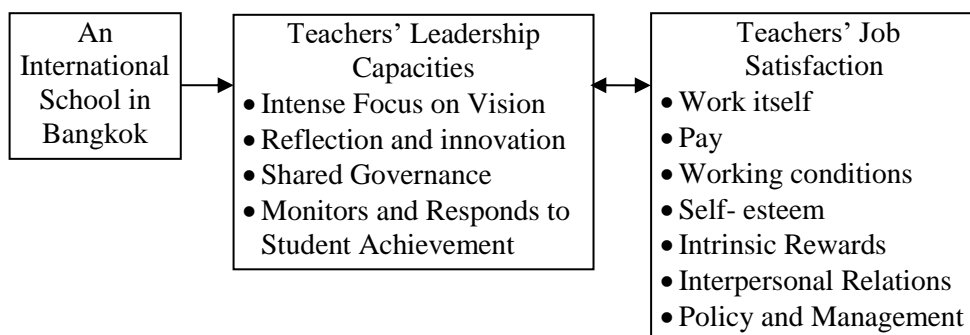 An
International
School in
Bangkok
Teachers’ Leadership
Capacities
• Intense Focus on Vision
• Reflection and innovation
• Shared Governance
• Monitors and Responds to
Student Achievement
Teachers’ Job
Satisfaction
• Work itself
• Pay
• Working conditions
• Self- esteem
• Intrinsic Rewards
• Interpersonal Relations
• Policy and Management